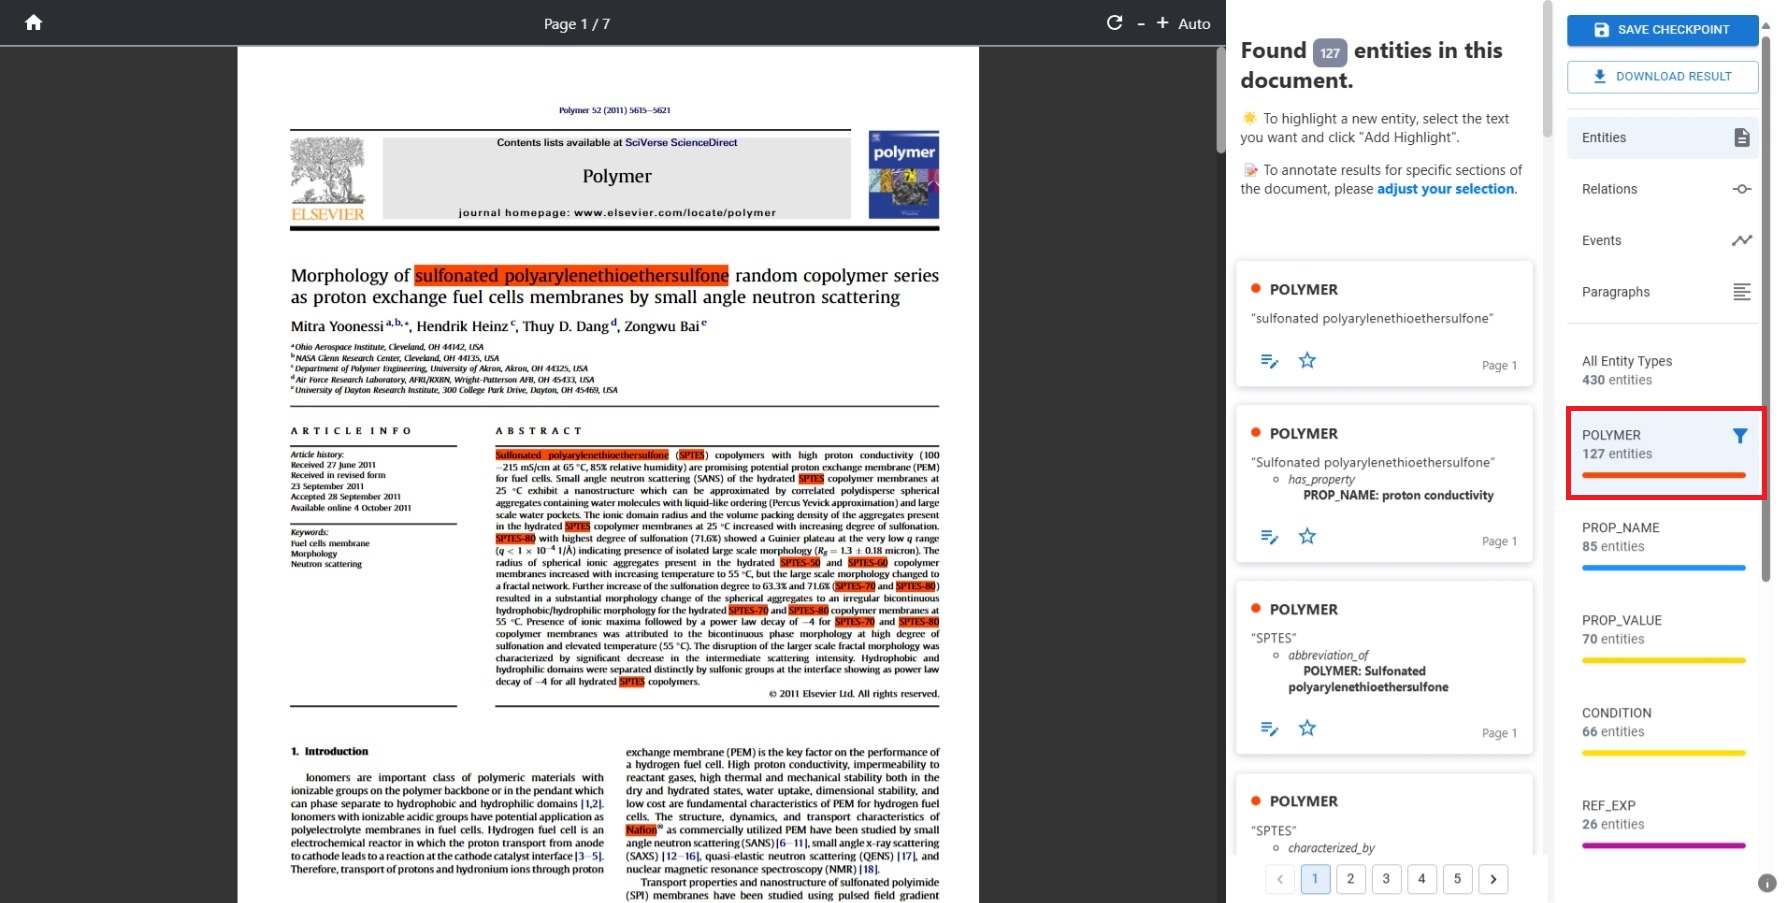 Page 1 / 7
- + Auto
Polymer 52 (2011) 5615–5621
Contents lists available at SciVerse ScienceDirect
Polymer
journal homepage: www.elsevier.com/locate/polymer
ELSEVIER
polymer
Morphology of sulfonated polyarylenethioethersulfone random copolymer series
as proton exchange fuel cells membranes by small angle neutron scattering
Mitra Yoonessi a,b,*, Hendrik Heinz c, Thuy D. Dang d, Zongwu Bai e
a Ohio Aerospace Institute, Cleveland, OH 44142, USA
b NASA Glenn Research Center, Cleveland, OH 44135, USA
c Department of Polymer Engineering, University of Akron, Akron, OH 44325, USA
d Air Force Research Laboratory, AFRL/RXBN, Wright-Patterson AFB, OH 45433, USA
e University of Dayton Research Institute, 300 College Park Drive, Dayton, OH 45469, USA
ARTICLE INFO
Article history:
Received 27 June 2011
Received in revised form
23 September 2011
Accepted 28 September 2011
Available online 4 October 2011
Keywords:
Fuel cells membrane
Morphology
Neutron scattering
ABSTRACT
Sulfonated polyarylenethioethersulfone (SPTES) copolymers with high proton conductivity (100
–215 mS/cm at 65 °C, 85% relative humidity) are promising potential proton exchange membrane (PEM)
for fuel cells. Small angle neutron scattering (SANS) of the hydrated SPTES copolymer membranes at
25 °C exhibit a nanostructure which can be approximated by correlated polydisperse spherical
aggregates containing water molecules with liquid-like ordering (Percus Yevick approximation) and large
scale water pockets. The ionic domain radius and the volume packing density of the aggregates present
in the hydrated SPTES copolymer membranes at 25 °C increased with increasing degree of sulfonation.
SPTES-80 with highest degree of sulfonation (71.6%) showed a Guinier plateau at the very low q range
(q < 1 × 10−4 1/Å) indicating presence of isolated large scale morphology (Rg = 1.3 ± 0.18 micron). The
radius of spherical ionic aggregates present in the hydrated SPTES-50 and SPTES-60 copolymer
membranes increased with increasing temperature to 55 °C, but the large scale morphology changed to
a fractal network. Further increase of the sulfonation degree to 63.3% and 71.6% (SPTES-70 and SPTES-80)
resulted in a substantial morphology change of the spherical aggregates to an irregular bicontinuous
hydrophobic/hydrophilic morphology for the hydrated SPTES-70 and SPTES-80 copolymer membranes at
55 °C. Presence of ionic maxima followed by a power law decay of −4 for SPTES-70 and SPTES-80
copolymer membranes was attributed to the bicontinuous phase morphology at high degree of
sulfonation and elevated temperature (55 °C). The disruption of the larger scale fractal morphology was
characterized by significant decrease in the intermediate scattering intensity. Hydrophobic and
hydrophilic domains were separated distinctly by sulfonic groups at the interface showing as power law
decay of −4 for all hydrated SPTES copolymers.
© 2011 Elsevier Ltd. All rights reserved.
1. Introduction
Ionomers are important class of polymeric materials with
ionizable groups on the polymer backbone or in the pendant which
can phase separate to hydrophobic and hydrophilic domains [1,2].
Ionomers with ionizable acidic groups have potential application as
polyelectrolyte membranes in fuel cells. Hydrogen fuel cell is an
electrochemical reactor in which the proton transport from anode
to cathode leads to a reaction at the cathode catalyst interface [3–5].
Therefore, transport of protons and hydronium ions through proton
exchange membrane (PEM) is the key factor on the performance of
a hydrogen fuel cell. High proton conductivity, impermeability to
reactant gases, high thermal and mechanical stability both in the
dry and hydrated states, water uptake, dimensional stability, and
low cost are fundamental characteristics of PEM for hydrogen fuel
cells. The structure, dynamics, and transport characteristics of
Nafion® as commercially utilized PEM have been studied by small
angle neutron scattering (SANS) [6–11], small angle x-ray scattering
(SAXS) [12–16], quasi-elastic neutron scattering (QENS) [17], and
nuclear magnetic resonance spectroscopy (NMR) [18].
Transport properties and nanostructure of sulfonated polyimide
(SPI) membranes have been studied using pulsed field gradient
Found 127 entities in this
document.
To highlight a new entity, select the text
you want and click "Add Highlight".
To annotate results for specific sections of
the document, please adjust your selection.
POLYMER
“sulfonated polyarylenethioethersulfone”
Page 1
POLYMER
“Sulfonated polyarylenethioethersulfone”
has_property
PROP_NAME: proton conductivity
Page 1
POLYMER
“SPTES”
abbreviation_of
POLYMER: Sulfonated
polyarylenethioethersulfone
Page 1
POLYMER
“SPTES”
characterized_by
1 2 3 4 5
SAVE CHECKPOINT
DOWNLOAD RESULT
Entities
Relations
Events
Paragraphs
All Entity Types
430 entities
POLYMER
127 entities
PROP_NAME
85 entities
PROP_VALUE
70 entities
CONDITION
66 entities
REF_EXP
26 entities